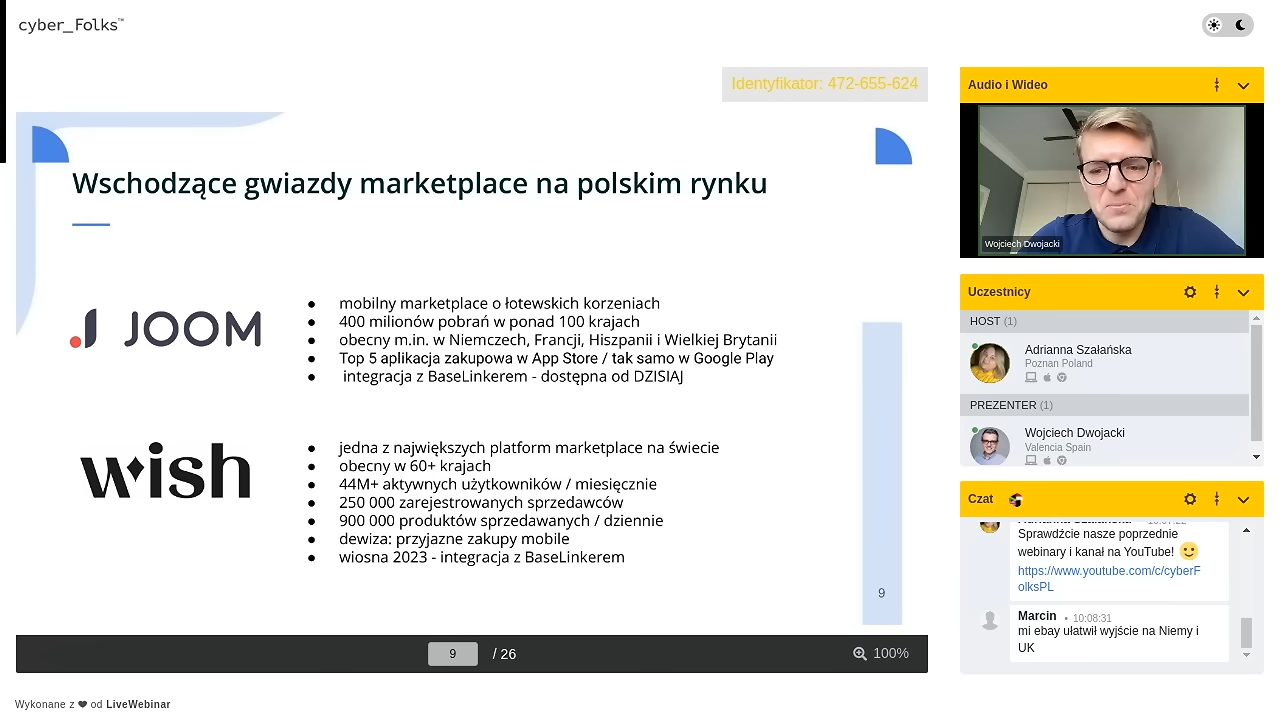 cyber_Folks™
Identyfikator: 472-655-624
Wschodzące gwiazdy marketplace na polskim rynku
JOOM
● mobilny marketplace o łotewskich korzeniach
● 400 milionów pobrań w ponad 100 krajach
● obecny m.in. w Niemczech, Francji, Hiszpanii i Wielkiej Brytanii
● Top 5 aplikacja zakupowa w App Store / tak samo w Google Play
● integracja z BaseLinkerem - dostępna od DZISIAJ
wish
● jedna z największych platform marketplace na świecie
● obecny w 60+ krajach
● 44M+ aktywnych użytkowników / miesięcznie
● 250 000 zarejestrowanych sprzedawców
● 900 000 produktów sprzedawanych / dziennie
● dewiza: przyjazne zakupy mobile
● wiosna 2023 - integracja z BaseLinkerem
9
9 / 26
100%
Audio i Wideo
Wojciech Dwojacki
Uczestnicy
HOST (1)
Adrianna Szałańska
Poznan Poland
PREZENTER (1)
Wojciech Dwojacki
Valencia Spain
Czat
Adrianna Szałańska • 10:07:22
Sprawdźcie nasze poprzednie
webinary i kanał na YouTube! 🙂
https://www.youtube.com/c/cyberF
olksPL
Marcin • 10:08:31
mi ebay ułatwił wyjście na Niemy i
UK
Wykonane z ❤ od LiveWebinar